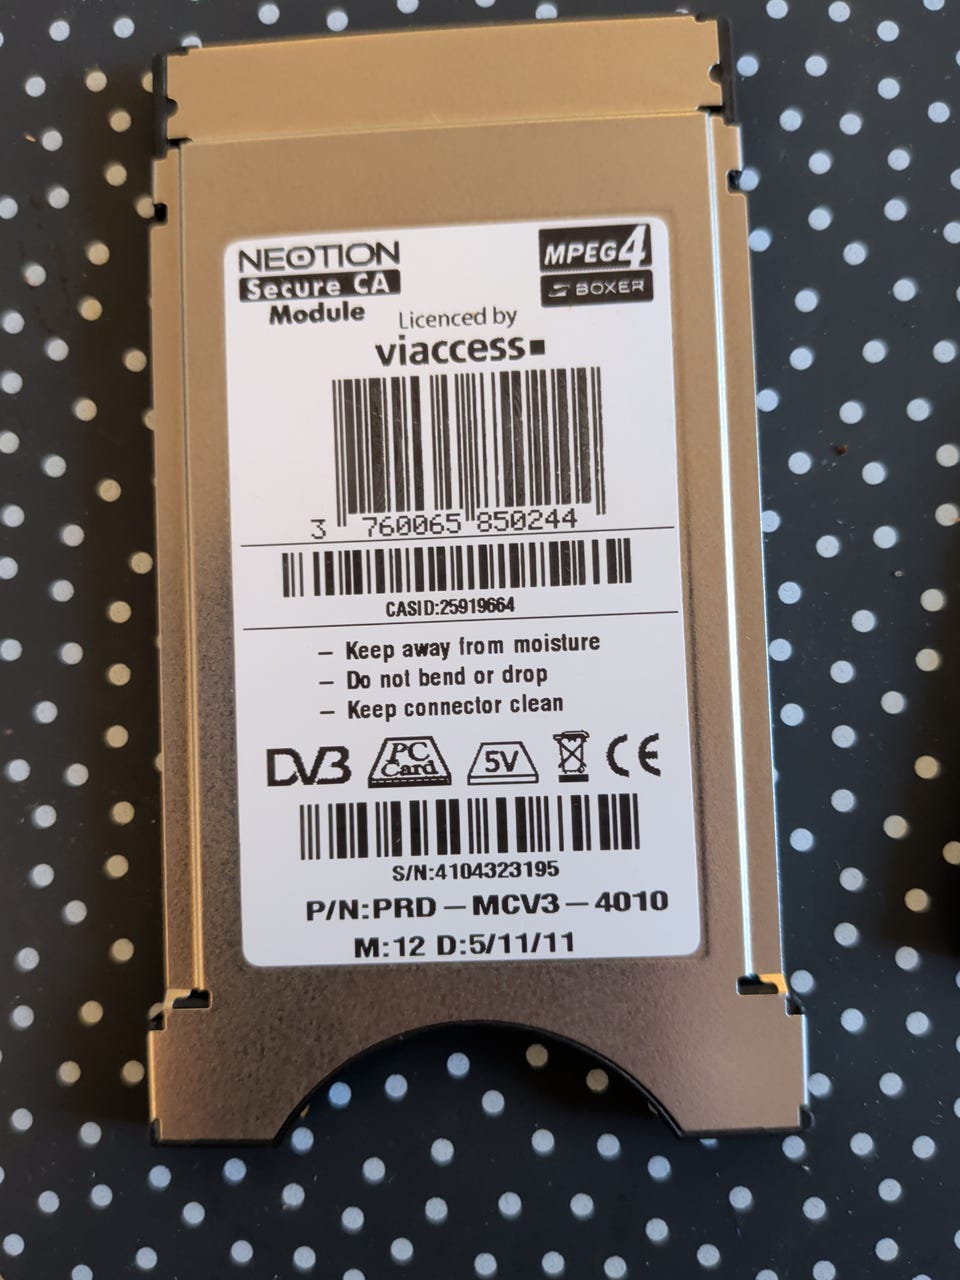 NEOTION
Secure CA
Module
MPEG4
BOXER
Licenced by
viaccess
3 760065 850244
CASID:25919664
– Keep away from moisture
– Do not bend or drop
– Keep connector clean
DVB
PC
Card
5V
CE
S/N:4104323195
P/N:PRD – MCV3 – 4010
M:12 D:5/11/11